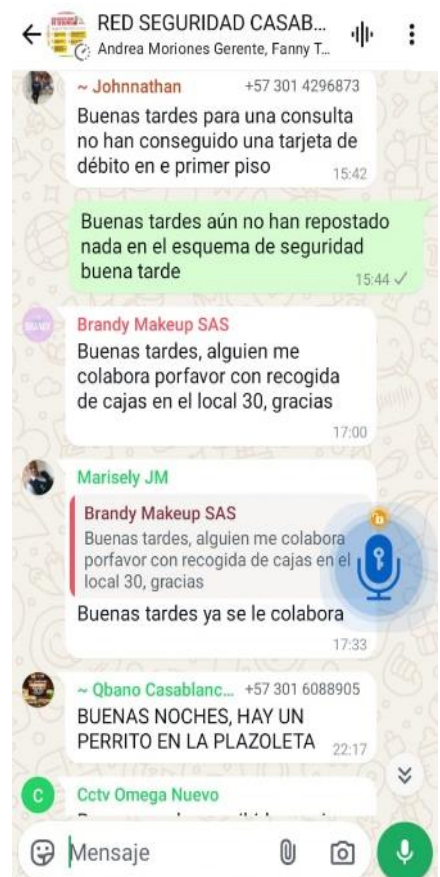 RED SEGURIDAD CASAB...
Andrea Moriones Gerente, Fanny T...
~ Johnnathan +57 301 4296873
Buenas tardes para una consulta
no han conseguido una tarjeta de
débito en e primer piso
15:42
Buenas tardes aún no han repostado
nada en el esquema de seguridad
buena tarde
15:44
Brandy Makeup SAS
Buenas tardes, alguien me
colabora porfavor con recogida
de cajas en el local 30, gracias
17:00
Marisely JM
Brandy Makeup SAS
Buenas tardes, alguien me colabora
porfavor con recogida de cajas en el
local 30, gracias
Buenas tardes ya se le colabora
17:33
~ Qbano Casablanc... +57 301 6088905
BUENAS NOCHES, HAY UN
PERRITO EN LA PLAZOLETA
22:17
C
Cctv Omega Nuevo
Mensaje